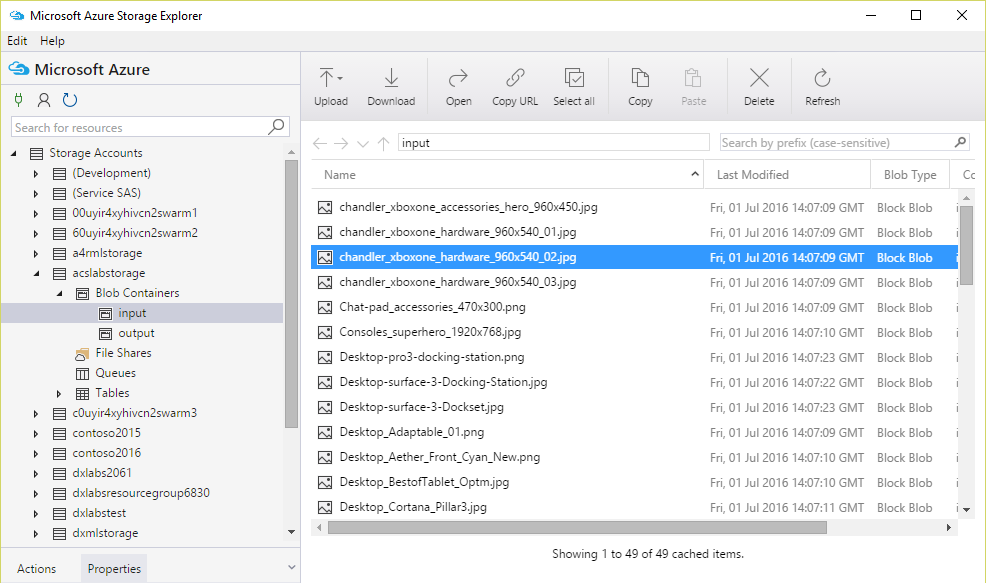 Microsoft Azure Storage Explorer
Edit Help
Microsoft Azure
Search for resources
Storage Accounts
(Development)
(Service SAS)
00uyir4xyhivcn2swarm1
60uyir4xyhivcn2swarm2
a4rmlstorage
acslabstorage
Blob Containers
input
output
File Shares
Queues
Tables
c0uyir4xyhivcn2swarm3
contoso2015
contoso2016
dxlabs2061
dxlabsresourcegroup6830
dxlabstest
dxmlstorage
Actions Properties
Upload Download Open Copy URL Select all Copy Paste Delete Refresh
input Search by prefix (case-sensitive)
Name Last Modified Blob Type Co
chandler_xboxone_accessories_hero_960x450.jpg Fri, 01 Jul 2016 14:07:09 GMT Block Blob i
chandler_xboxone_hardware_960x540_01.jpg Fri, 01 Jul 2016 14:07:09 GMT Block Blob i
chandler_xboxone_hardware_960x540_02.jpg Fri, 01 Jul 2016 14:07:09 GMT Block Blob i
chandler_xboxone_hardware_960x540_03.jpg Fri, 01 Jul 2016 14:07:09 GMT Block Blob i
Chat-pad_accessories_470x300.png Fri, 01 Jul 2016 14:07:09 GMT Block Blob i
Consoles_superhero_1920x768.jpg Fri, 01 Jul 2016 14:07:10 GMT Block Blob i
Desktop-pro3-docking-station.png Fri, 01 Jul 2016 14:07:23 GMT Block Blob i
Desktop-surface-3-Docking-Station.jpg Fri, 01 Jul 2016 14:07:22 GMT Block Blob i
Desktop-surface-3-Dockset.jpg Fri, 01 Jul 2016 14:07:23 GMT Block Blob i
Desktop_Adaptable_01.png Fri, 01 Jul 2016 14:07:09 GMT Block Blob i
Desktop_Aether_Front_Cyan_New.png Fri, 01 Jul 2016 14:07:10 GMT Block Blob i
Desktop_BestofTablet_Optm.jpg Fri, 01 Jul 2016 14:07:10 GMT Block Blob i
Desktop_Cortana_Pillar3.jpg Fri, 01 Jul 2016 14:07:11 GMT Block Blob i
Showing 1 to 49 of 49 cached items.